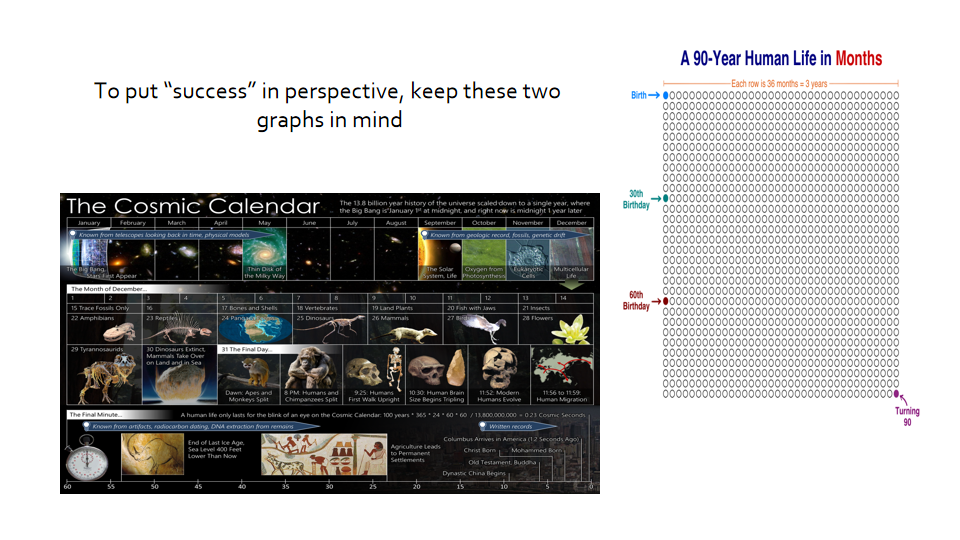 To put “success” in perspective, keep these two
graphs in mind
A 90-Year Human Life in Months
Each row is 36 months = 3 years
Birth
30th
Birthday
60th
Birthday
Turning
90
The Cosmic Calendar
The 13.8 billion year history of the universe scaled down to a single year, where
the Big Bang is January 1st at midnight, and right now is midnight 1 year later
January February March April May June July August September October November December
Known from telescopes looking back in time, physical models
Known from geologic record, fossils, genetic drift
The Big Bang,
Stars First Appear
Thin Disk of
the Milky Way
The Solar
System, Life
Oxygen from
Photosynthesis
Eukaryotic
Cells
Multicellular
Life
The Month of December...
1 2 3 4 5 6 7 8 9 10 11 12 13 14
15 Trace Fossils Only 16 17 Bones and Shells 18 Vertebrates 19 Land Plants 20 Fish with Jaws 21 Insects
22 Amphibians 23 Reptiles 24 25 Dinosaurs 26 Mammals 27 Birds 28 Flowers
29 Tyrannosaurids
30 Dinosaurs Extinct,
Mammals Take Over
on Land and in Sea
31 The Final Day...
Dawn: Apes and
Monkeys Split
8 PM: Humans and
Chimpanzees Split
9:25: Humans
First Walk Upright
10:30: Human Brain
Size Begins Tripling
11:52: Modern
Humans Evolve
11:56 to 11:59:
Human Migration
The Final Minute...
A human life only lasts for the blink of an eye on the Cosmic Calendar: 100 years * 365 * 24 * 60 * 60 / 13,800,000,000 = 0.23 Cosmic Seconds
Known from artifacts, radiocarbon dating, DNA extraction from remains
Written records
End of Last Ice Age,
Sea Level 400 Feet
Lower Than Now
Agriculture Leads
to Permanent
Settlements
Columbus Arrives in America (1.2 Seconds Ago)
Christ Born
Mohammed Born
Old Testament, Buddha
Dynastic China Begins
60 55 50 45 40 35 30 25 20 15 10 5 0